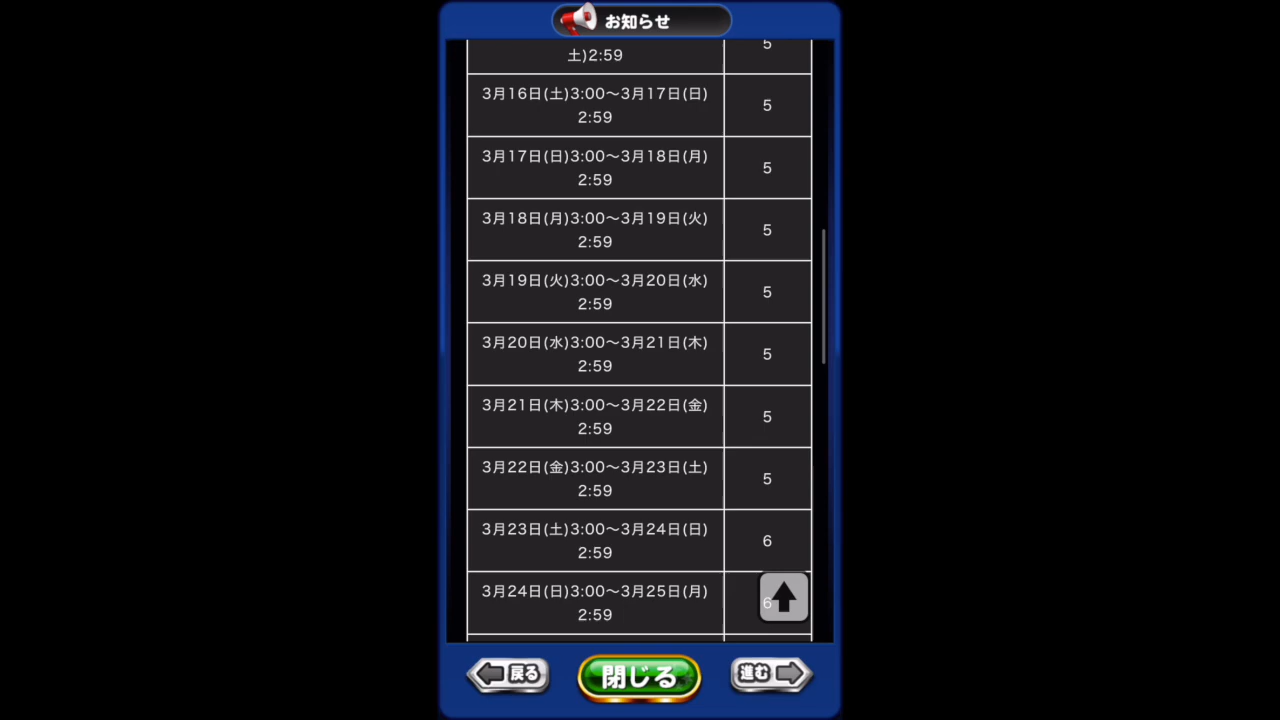 お知らせ
土)2:59
5
3月16日(土)3:00〜3月17日(日)
2:59
5
3月17日(日)3:00〜3月18日(月)
2:59
5
3月18日(月)3:00〜3月19日(火)
2:59
5
3月19日(火)3:00〜3月20日(水)
2:59
5
3月20日(水)3:00〜3月21日(木)
2:59
5
3月21日(木)3:00〜3月22日(金)
2:59
5
3月22日(金)3:00〜3月23日(土)
2:59
5
3月23日(土)3:00〜3月24日(日)
2:59
6
3月24日(日)3:00〜3月25日(月)
2:59
6
戻る
閉じる
進む